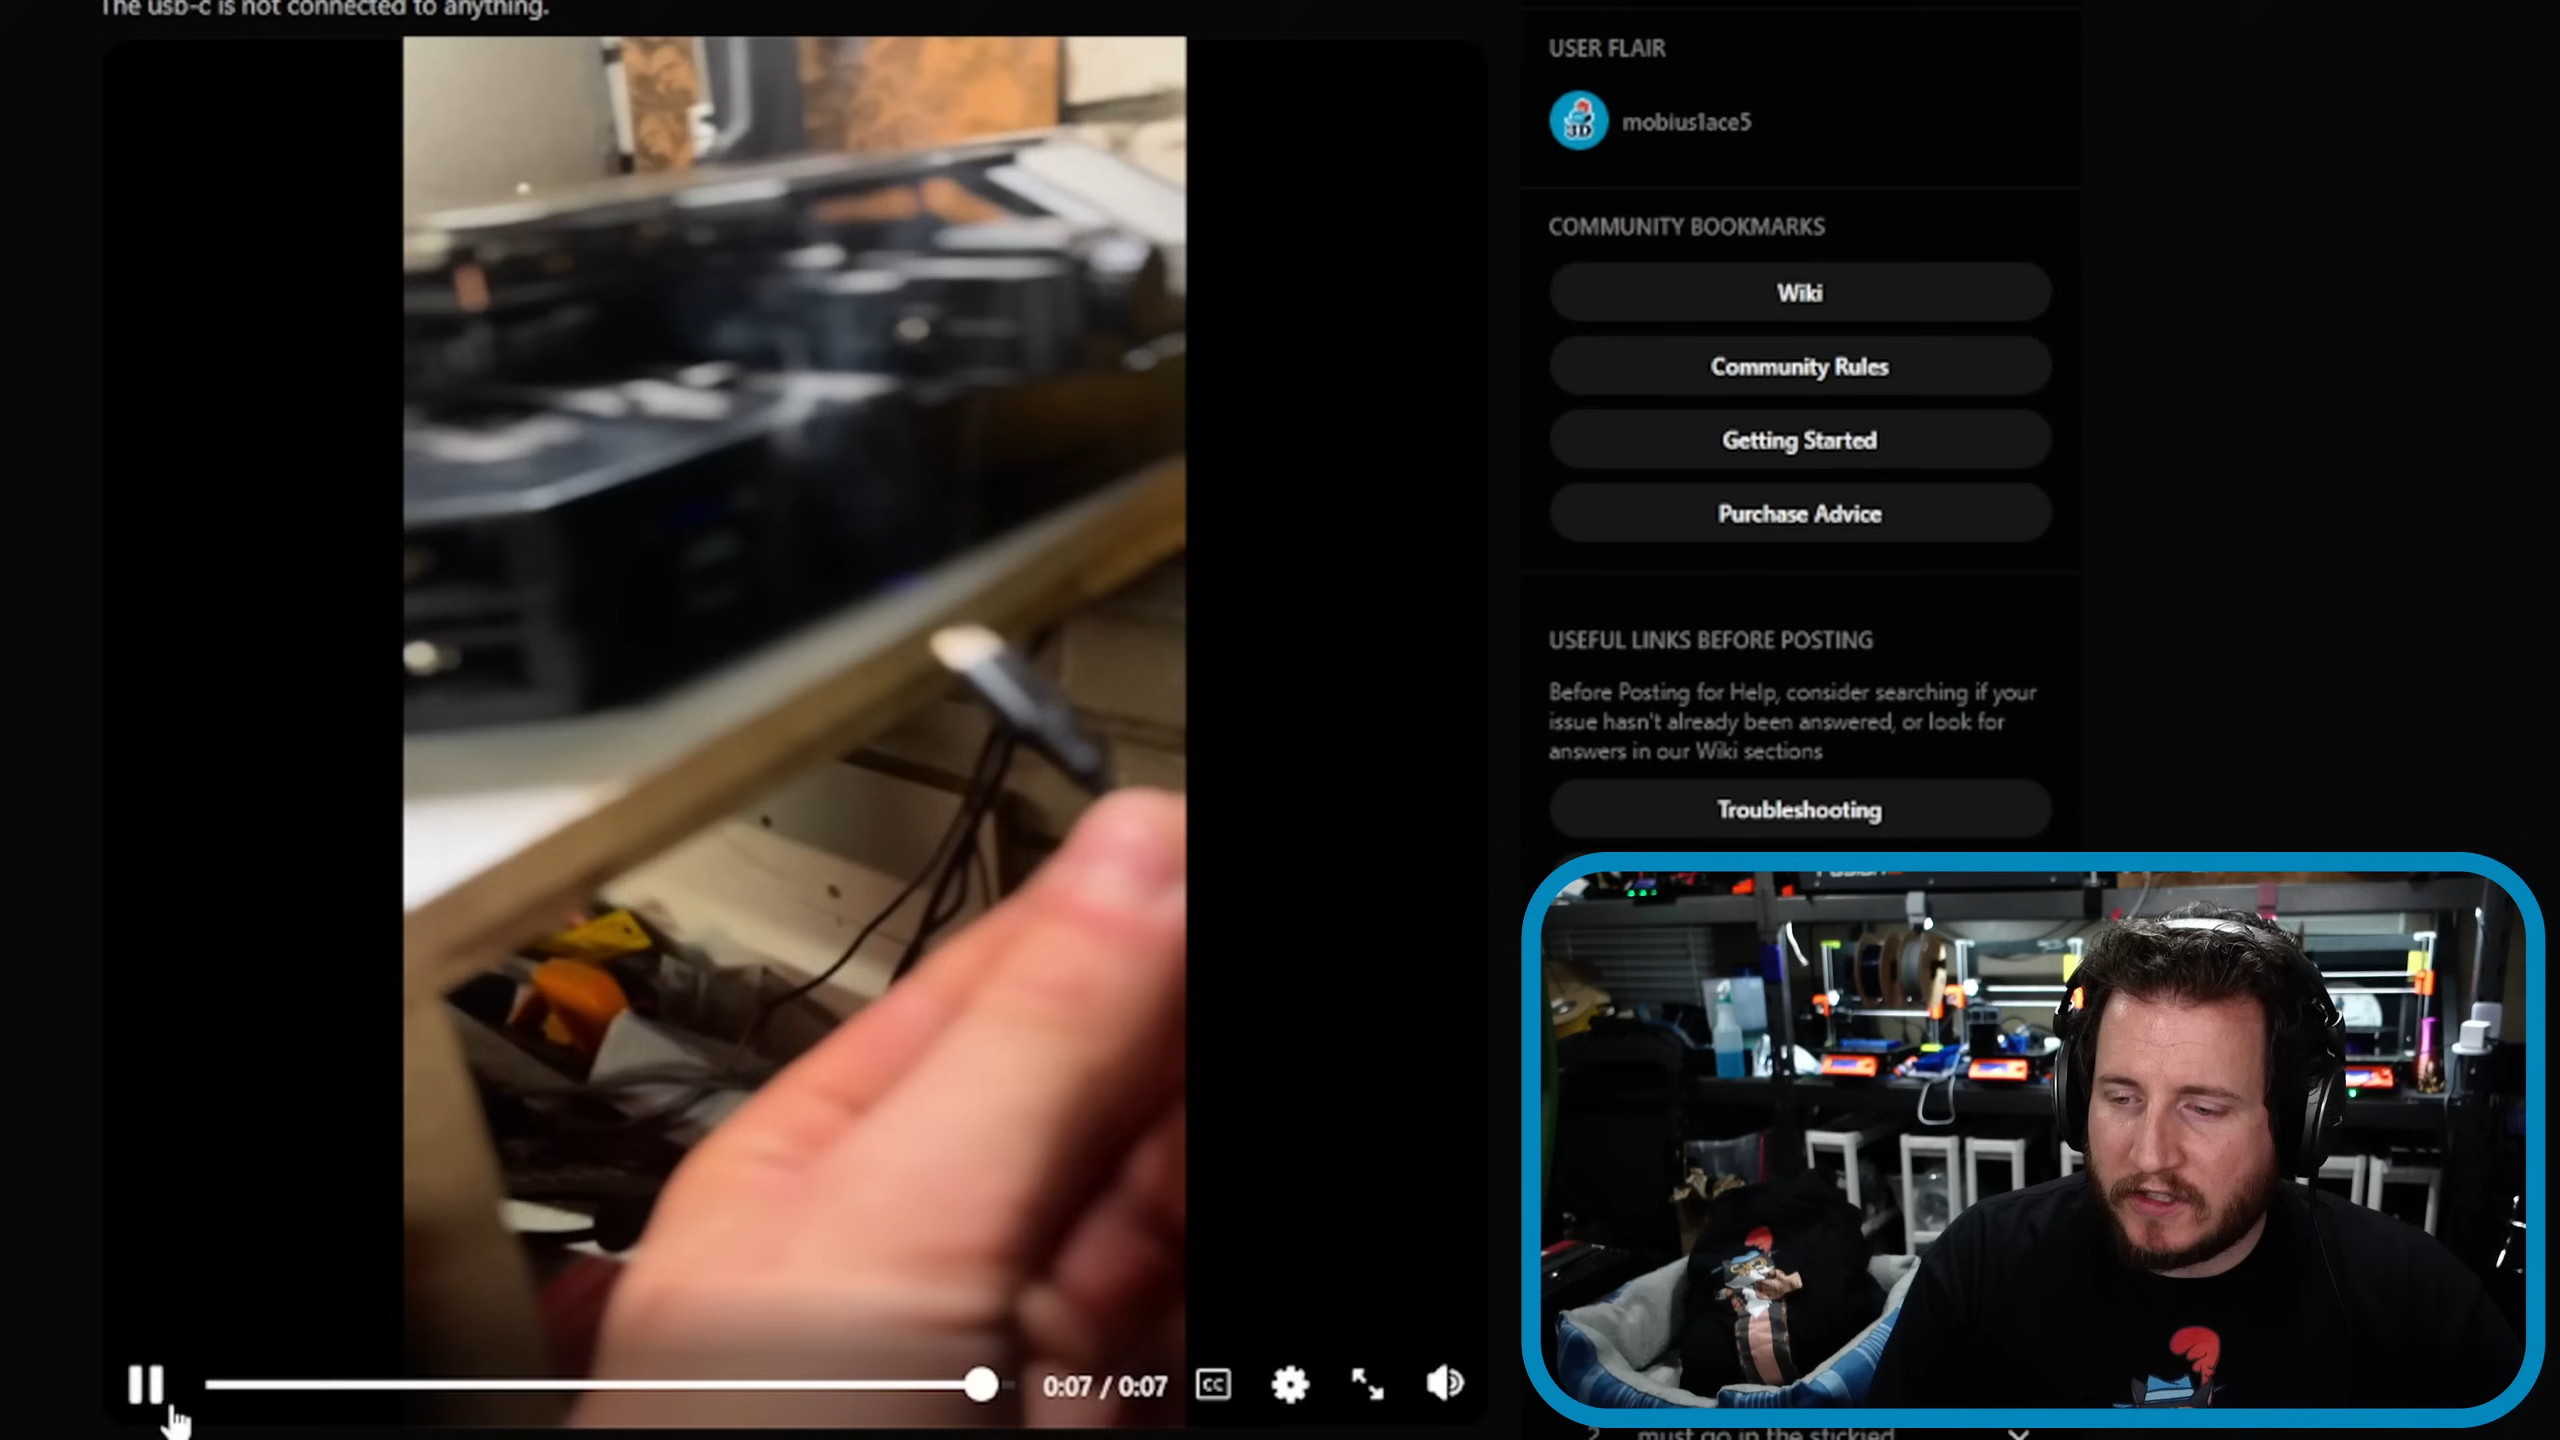 The usb-c is not connected to anything.
USER FLAIR
3D
mobius1ace5
COMMUNITY BOOKMARKS
Wiki
Community Rules
Getting Started
Purchase Advice
USEFUL LINKS BEFORE POSTING
Before Posting for Help, consider searching if your
issue hasn't already been answered, or look for
answers in our Wiki sections
Troubleshooting
0:07 / 0:07
CC
2 must go in the stickied